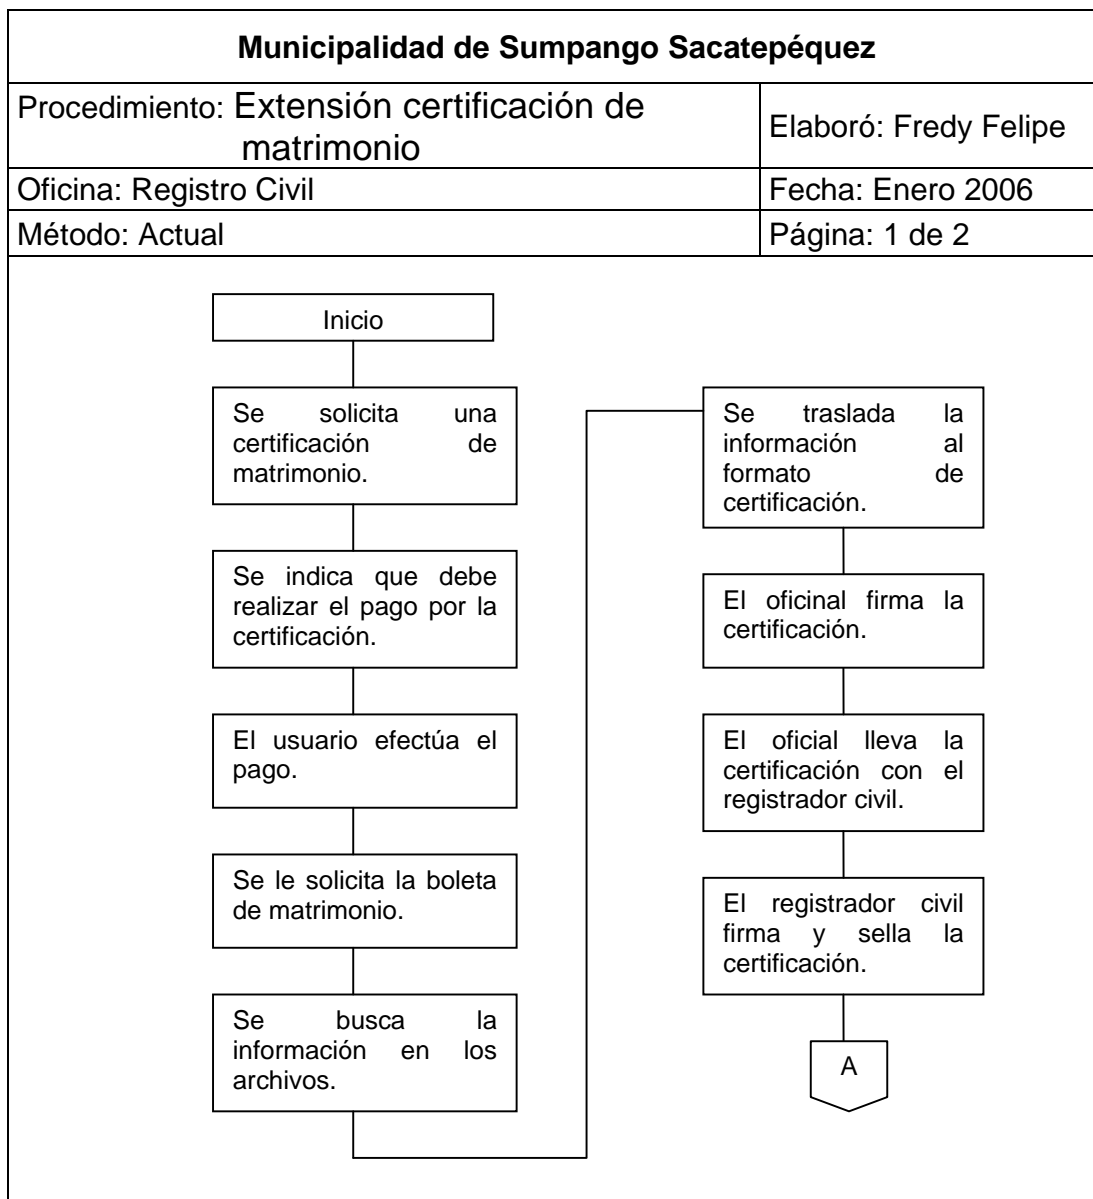 Municipalidad de Sumpango Sacatepéquez
Procedimiento: Extensión certificación de
matrimonio
Elaboró: Fredy Felipe
Oficina: Registro Civil
Fecha: Enero 2006
Método: Actual
Página: 1 de 2
Inicio
Se solicita una
certificación de
matrimonio.
Se indica que debe
realizar el pago por la
certificación.
El usuario efectúa el
pago.
Se le solicita la boleta
de matrimonio.
Se busca la
información en los
archivos.
Se traslada la
información al
formato de
certificación.
El oficinal firma la
certificación.
El oficial lleva la
certificación con el
registrador civil.
El registrador civil
firma y sella la
certificación.
A